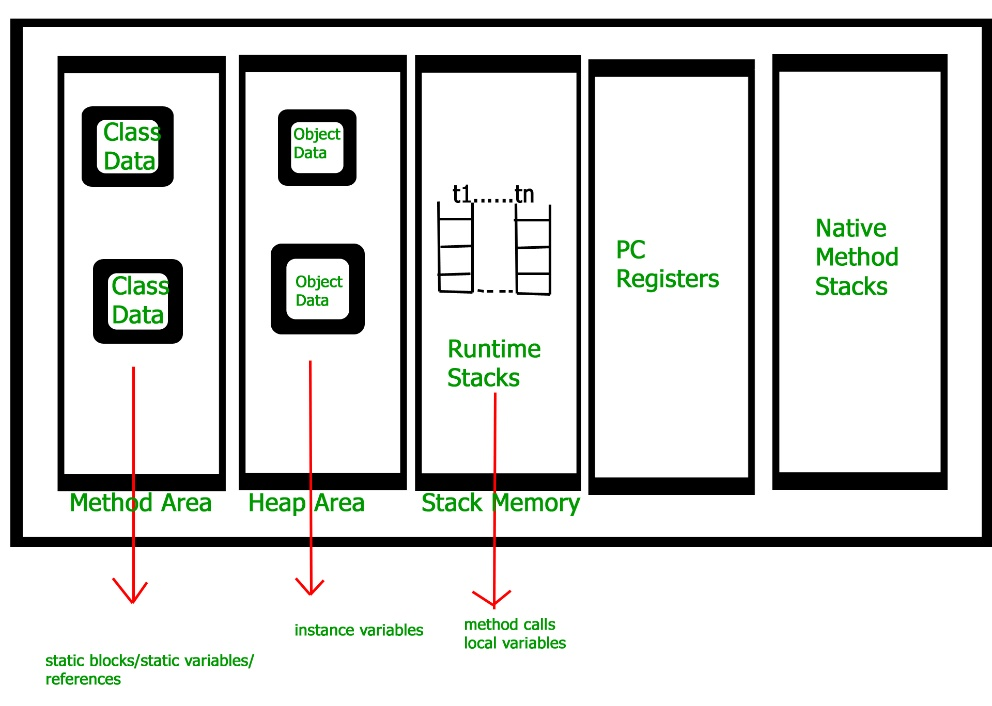 Class
Data
Class
Data
Method Area
Object
Data
Object
Data
Heap Area
t1......tn
Runtime
Stacks
Stack Memory
PC
Registers
Native
Method
Stacks
static blocks/static variables/
references
instance variables
method calls
local variables